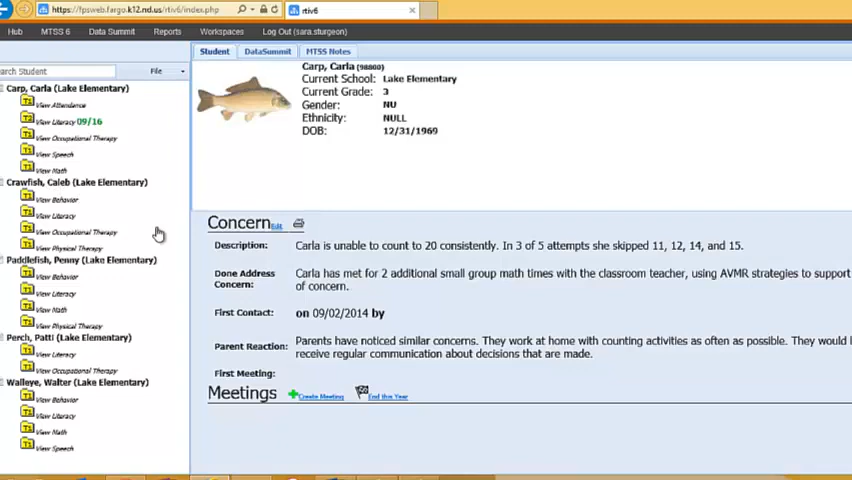 https://fpsweb.fargo.k12.nd.us/rtiv6/index.php
rtiv6
Hub MTSS 6 Data Summit Reports Workspaces Log Out (sara.sturgeon)
earch Student File
Carp, Carla (Lake Elementary)
View Attendance
View Literacy 09/16
View Occupational Therapy
View Speech
View Math
Crawfish, Caleb (Lake Elementary)
View Behavior
View Literacy
View Occupational Therapy
View Physical Therapy
Paddlefish, Penny (Lake Elementary)
View Behavior
View Literacy
View Math
View Physical Therapy
Perch, Patti (Lake Elementary)
View Literacy
View Occupational Therapy
Walleye, Walter (Lake Elementary)
View Behavior
View Literacy
View Math
View Speech
Student DataSummit MTSS Notes
Carp, Carla (98800)
Current School: Lake Elementary
Current Grade: 3
Gender: NU
Ethnicity: NULL
DOB: 12/31/1969
Concern Edit
Description: Carla is unable to count to 20 consistently. In 3 of 5 attempts she skipped 11, 12, 14, and 15.
Done Address Concern: Carla has met for 2 additional small group math times with the classroom teacher, using AVMR strategies to support
of concern.
First Contact: on 09/02/2014 by
Parent Reaction: Parents have noticed similar concerns. They work at home with counting activities as often as possible. They would
receive regular communication about decisions that are made.
First Meeting:
Meetings Create Meeting End this Year